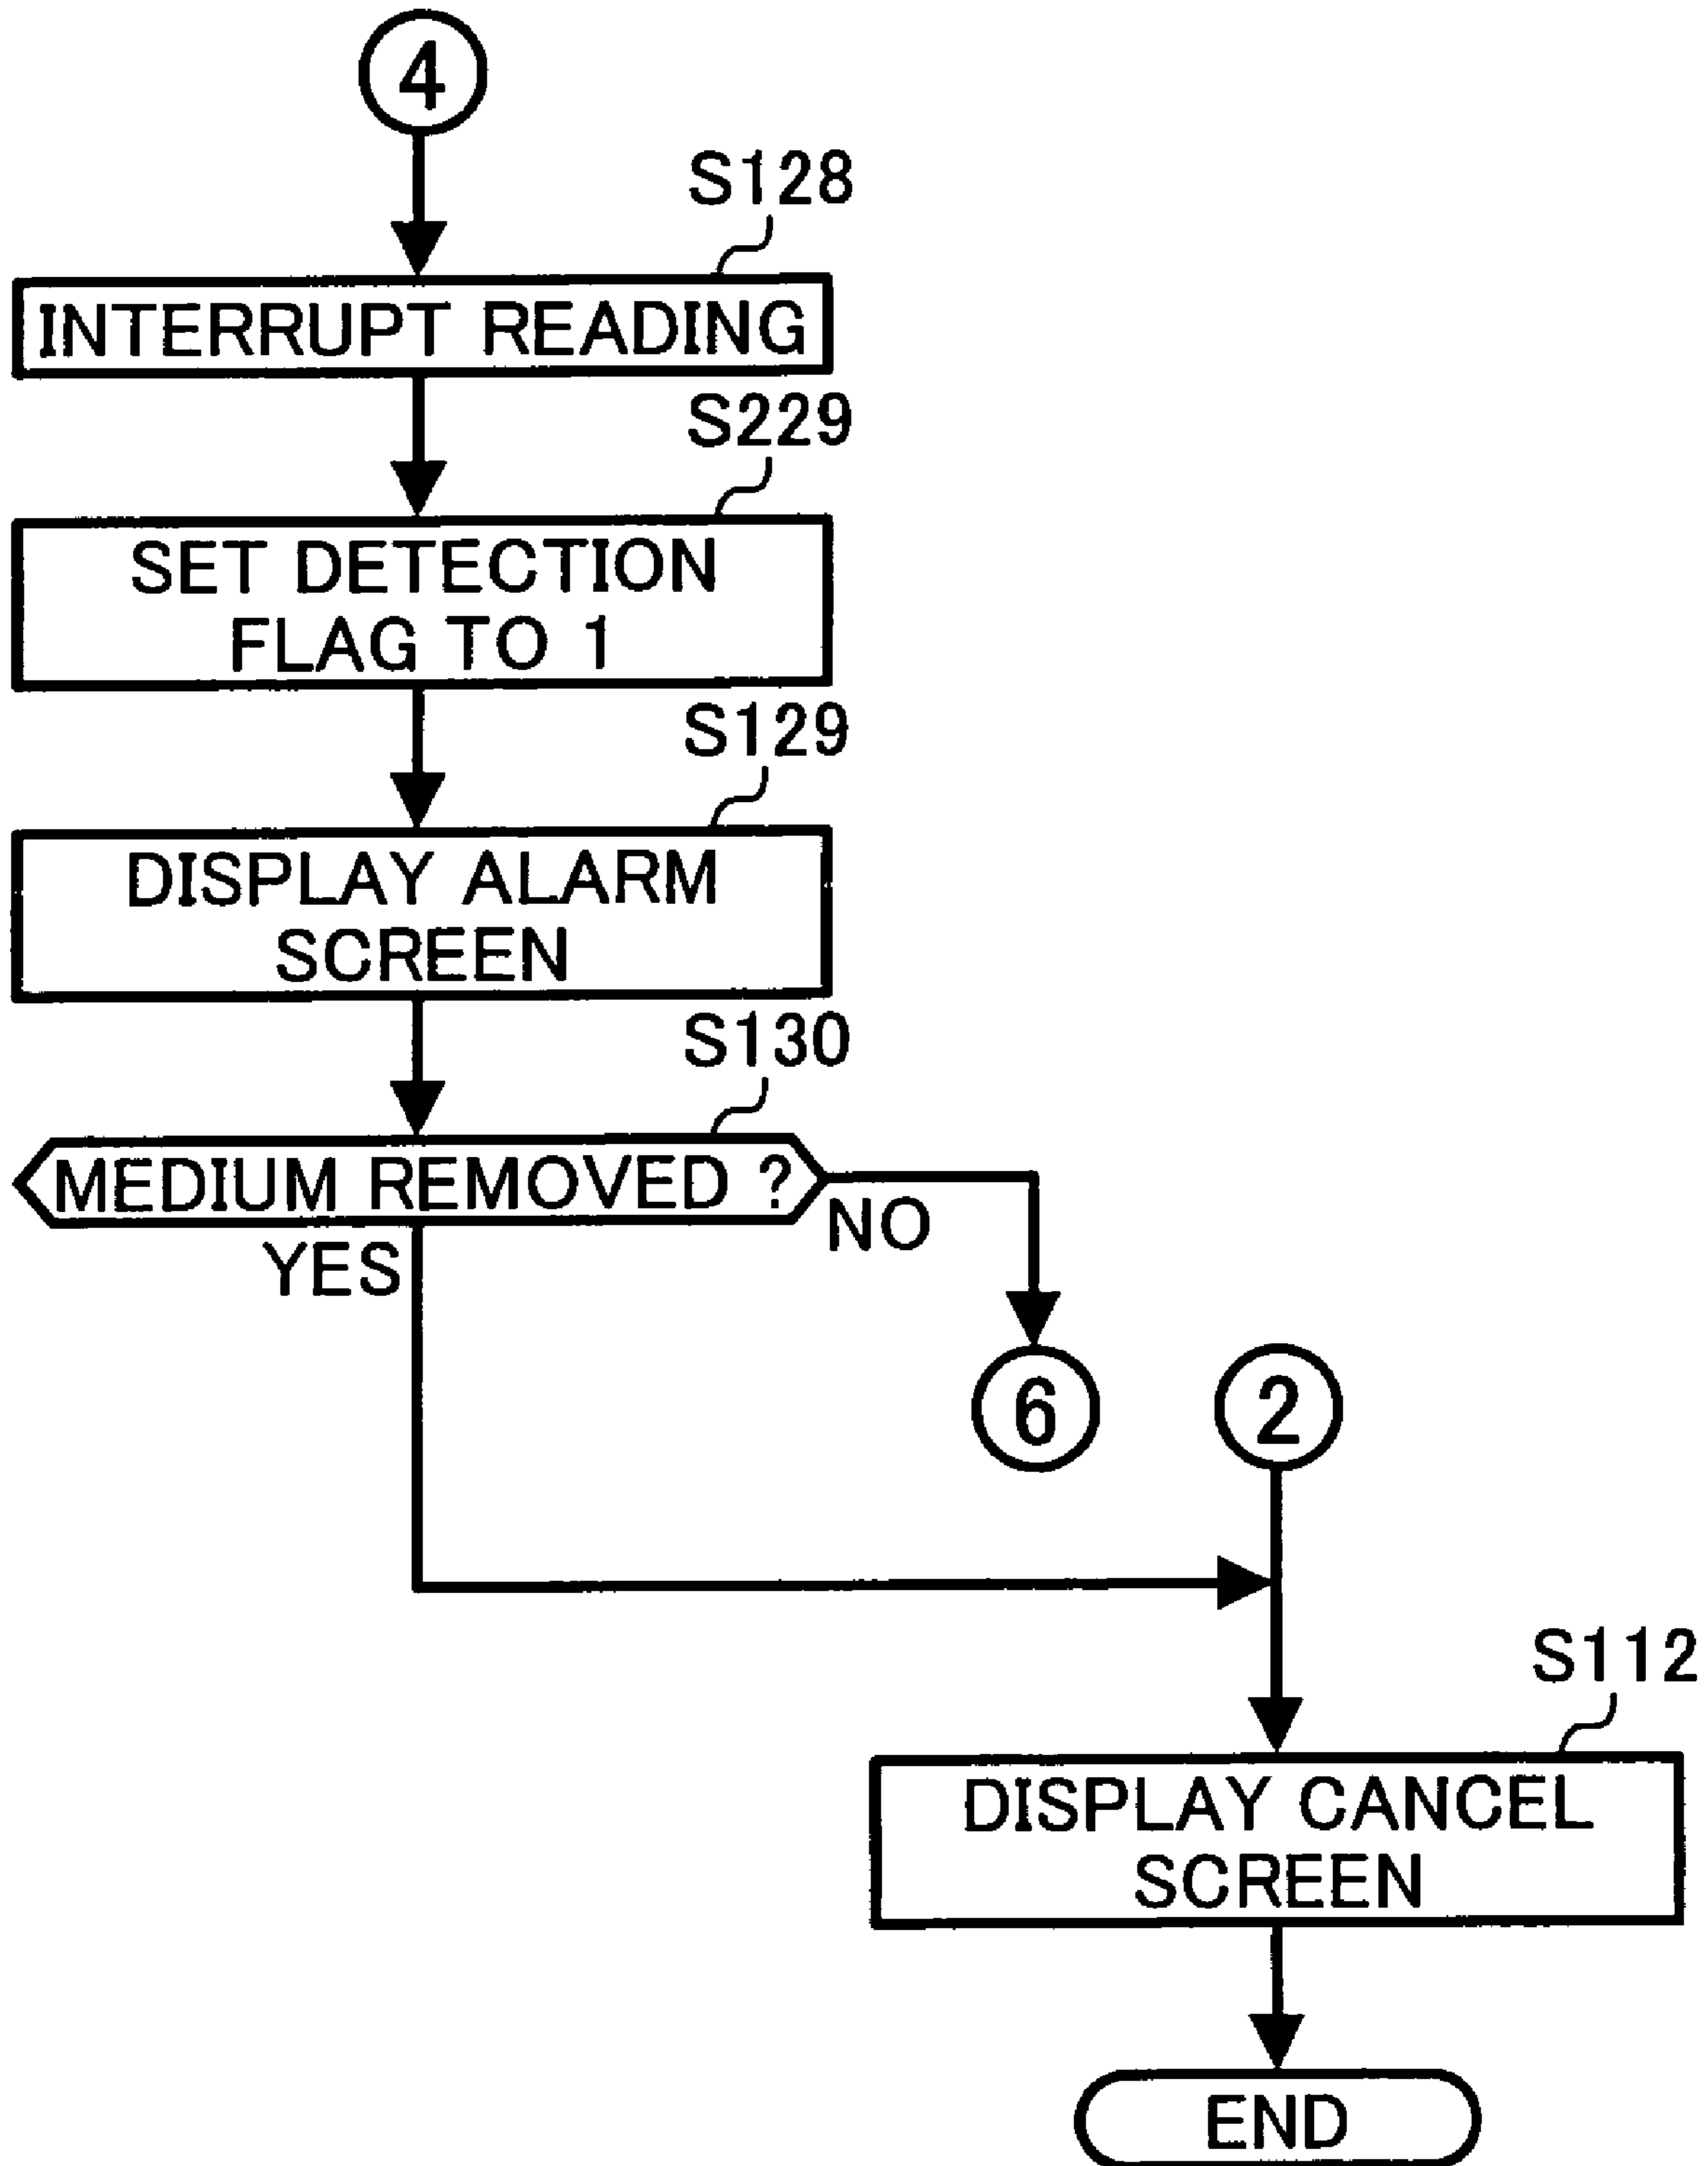 4
S128
INTERRUPT READING
S229
SET DETECTION
FLAG TO 1
S129
DISPLAY ALARM
SCREEN
S130
MEDIUM REMOVED ?
NO
YES
6
2
S112
DISPLAY CANCEL
SCREEN
END